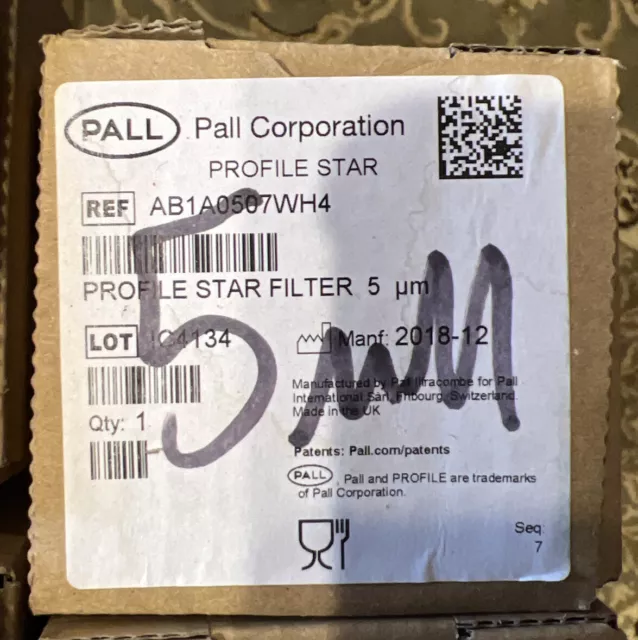 PALL Pall Corporation
PROFILE STAR
REF AB1A0507WH4
PROFILE STAR FILTER 5 µm
LOT IC4134 Manf: 2018-12
Manufactured by Pall Ilfracombe for Pall
International Sàrl, Fribourg, Switzerland.
Made in the UK
Qty: 1
Patents: Pall.com/patents
PALL, Pall and PROFILE are trademarks
of Pall Corporation.
Seq
7
5 µM